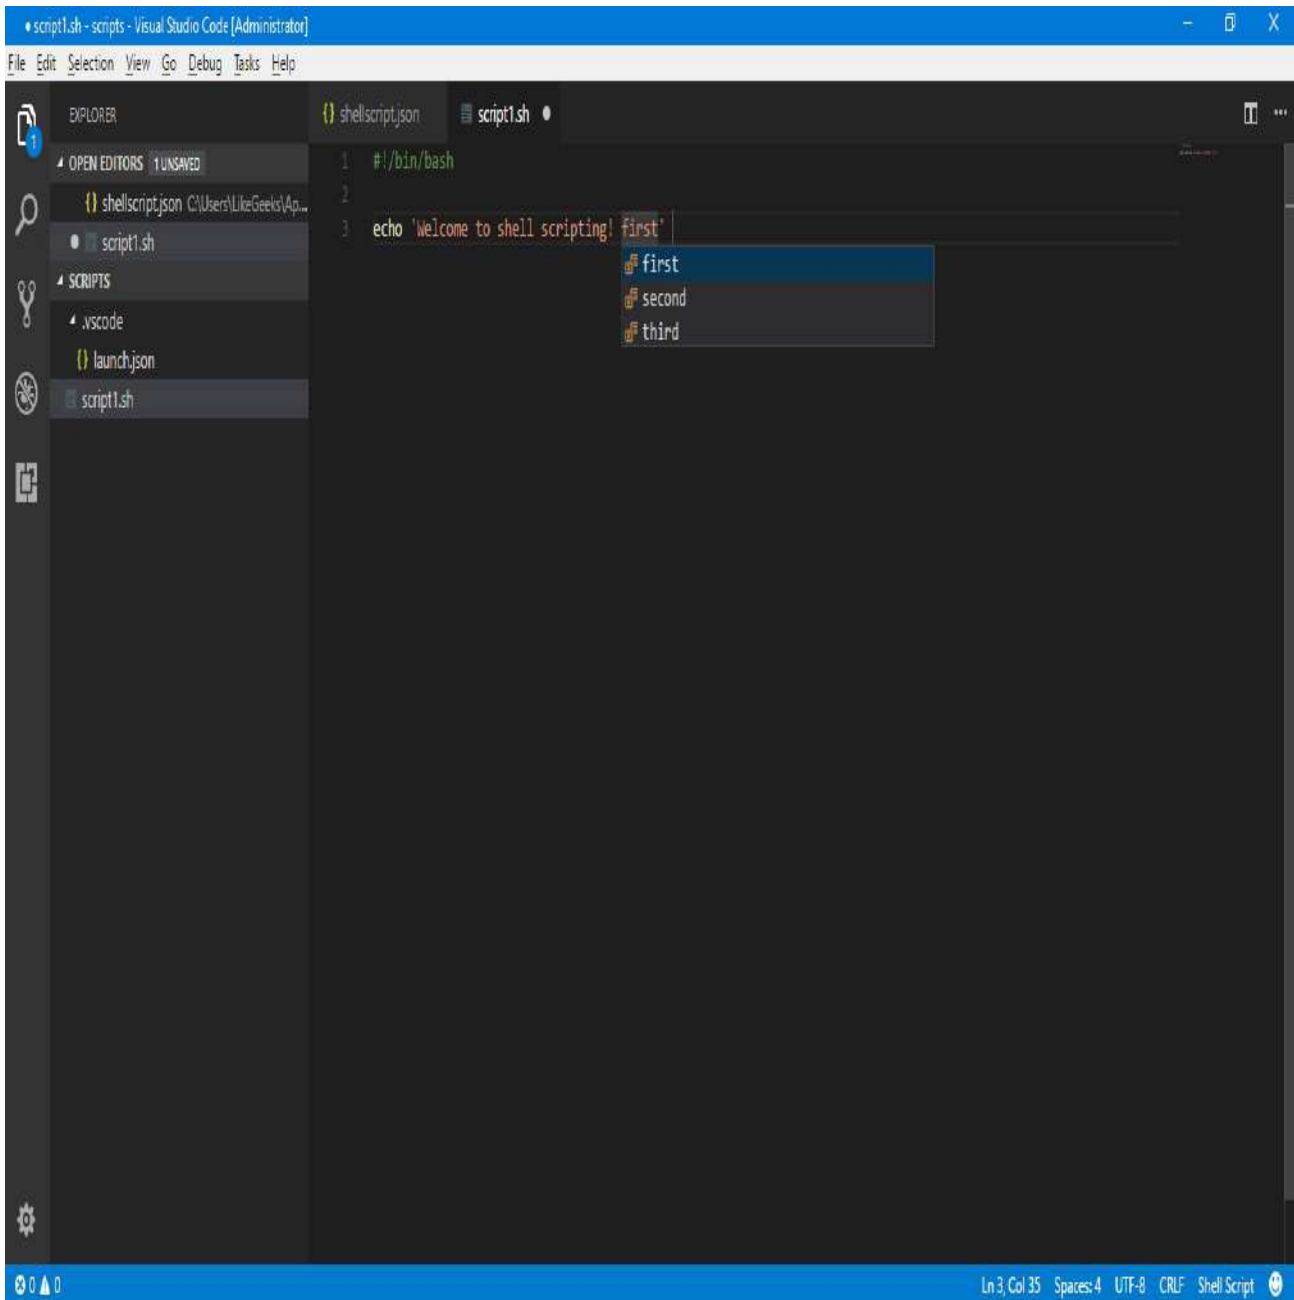 • script1.sh - scripts - Visual Studio Code [Administrator]
File Edit Selection View Go Debug Tasks Help
EXPLORER
OPEN EDITORS 1 UNSAVED
{} shellscript.json C:\Users\LikeGeeks\Ap...
script1.sh
SCRIPTS
.vscode
{} launch.json
script1.sh
{} shellscript.json script1.sh
1 #!/bin/bash
2
3 echo 'Welcome to shell scripting! first'
first
second
third
1
0 0
Ln 3, Col 35 Spaces: 4 UTF-8 CRLF Shell Script